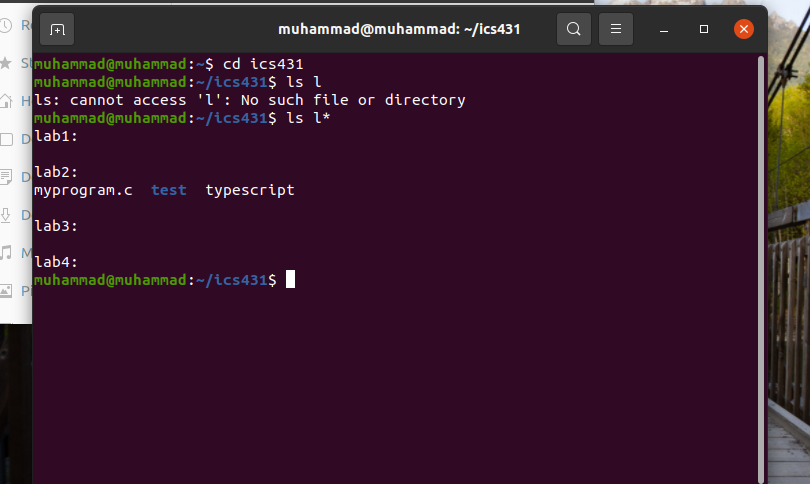 muhammad@muhammad: ~/ics431
muhammad@muhammad:~$ cd ics431
muhammad@muhammad:~/ics431$ ls l
ls: cannot access 'l': No such file or directory
muhammad@muhammad:~/ics431$ ls l*
lab1:
lab2:
myprogram.c test typescript
lab3:
lab4:
muhammad@muhammad:~/ics431$